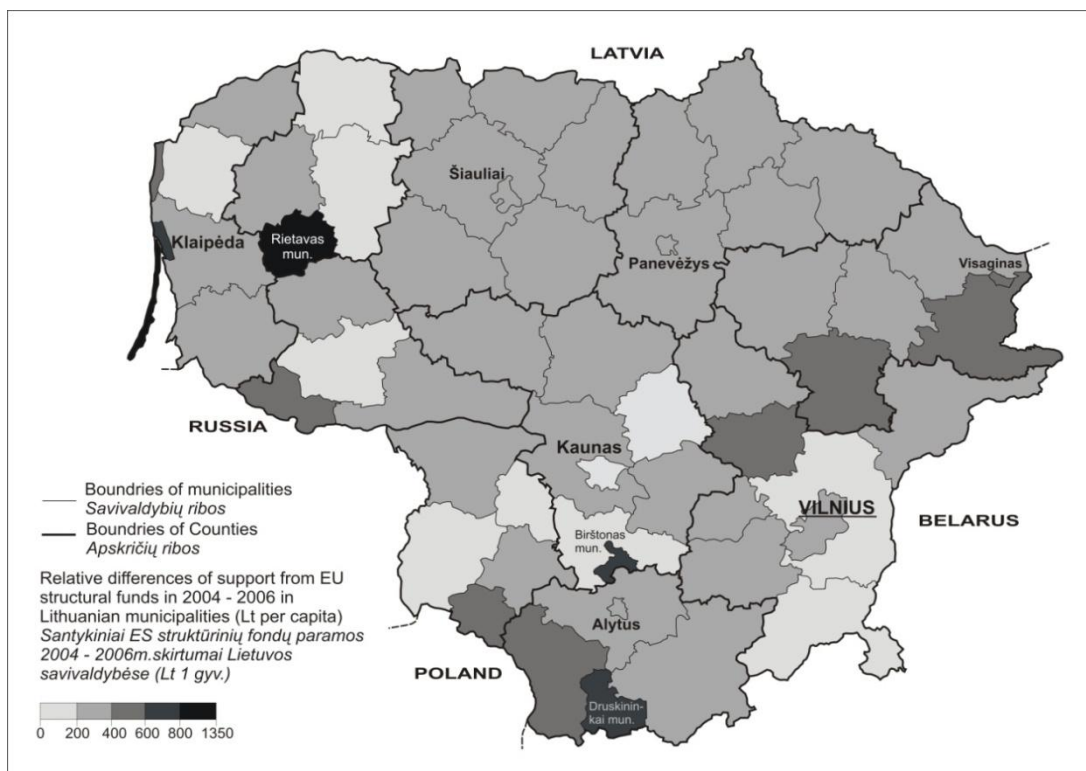 LATVIA
Šiauliai
Klaipėda
Rietavas
mun.
Panevėžys
Visaginas
RUSSIA
Kaunas
VILNIUS
BELARUS
Birštonas
mun.
Alytus
POLAND
Druskinin-
kai mun.
Boundries of municipalities
Savivaldybių ribos
Boundries of Counties
Apskričių ribos
Relative differences of support from EU
structural funds in 2004 - 2006 in
Lithuanian municipalities (Lt per capita)
Santykiniai ES struktūrinių fondų paramos
2004 - 2006m.skirtumai Lietuvos
savivaldybėse (Lt 1 gyv.)
0 200 400 600 800 1350